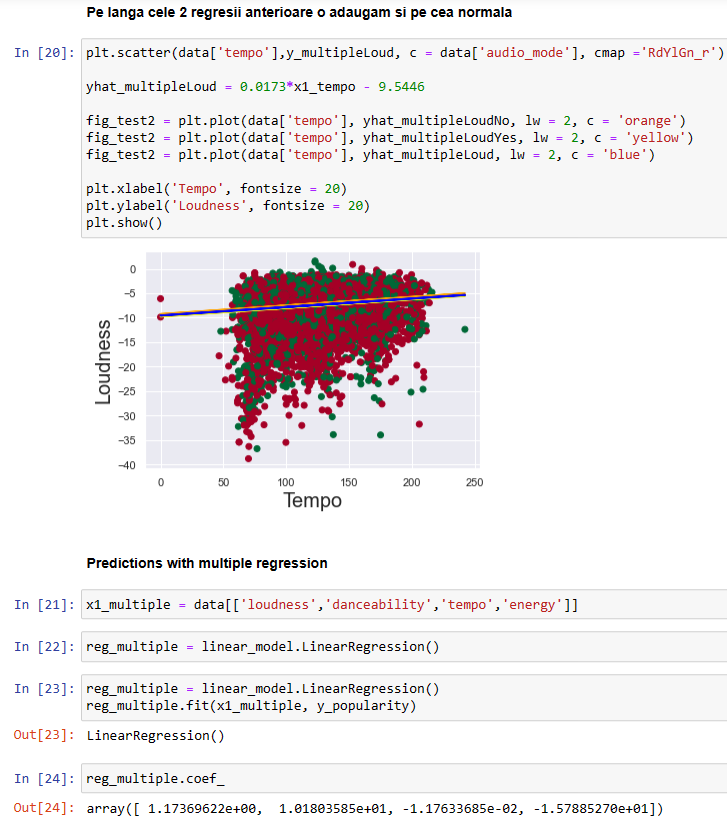 Pe langa cele 2 regresii anterioare o adaugam si pe cea normala
In [20]: plt.scatter(data['tempo'],y_multipleLoud, c = data['audio_mode'], cmap ='RdYlGn_r')
yhat_multipleLoud = 0.0173*x1_tempo - 9.5446
fig_test2 = plt.plot(data['tempo'], yhat_multipleLoudNo, lw = 2, c = 'orange')
fig_test2 = plt.plot(data['tempo'], yhat_multipleLoudYes, lw = 2, c = 'yellow')
fig_test2 = plt.plot(data['tempo'], yhat_multipleLoud, lw = 2, c = 'blue')
plt.xlabel('Tempo', fontsize = 20)
plt.ylabel('Loudness', fontsize = 20)
plt.show()
0
-5
-10
-15
-20
-25
-30
-35
-40
Loudness
0 50 100 150 200 250
Tempo
Predictions with multiple regression
In [21]: x1_multiple = data[['loudness','danceability','tempo','energy']]
In [22]: reg_multiple = linear_model.LinearRegression()
In [23]: reg_multiple = linear_model.LinearRegression()
reg_multiple.fit(x1_multiple, y_popularity)
Out[23]: LinearRegression()
In [24]: reg_multiple.coef_
Out[24]: array([ 1.17369622e+00,  1.01803585e+01, -1.17633685e-02, -1.57885270e+01])